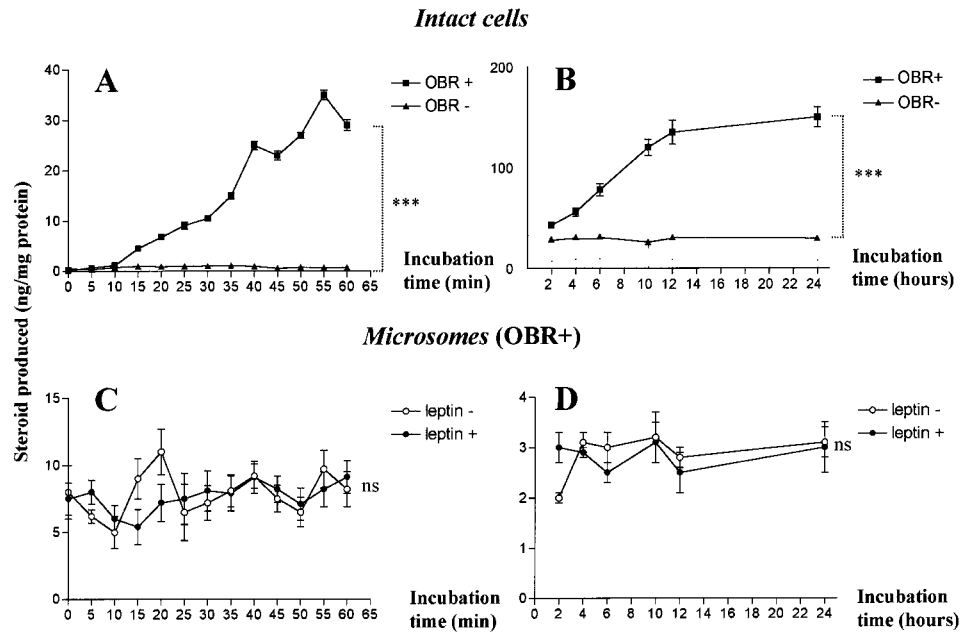 Intact cells
Steroid produced (ng/mg protein)
A
OBR +
OBR -
40
30
20
10
0
0 5 10 15 20 25 30 35 40 45 50 55 60 65
***
Incubation
time (min)
B
OBR+
OBR-
200
100
0
2 4 6 8 10 12 14 16 18 20 22 24
***
Incubation
time (hours)
Microsomes (OBR+)
C
leptin -
leptin +
15
10
5
0
0 5 10 15 20 25 30 35 40 45 50 55 60 65
ns
Incubation
time (min)
D
leptin -
leptin +
4
3
2
1
0
0 2 4 6 8 10 12 14 16 18 20 22 24
ns
Incubation
time (hours)